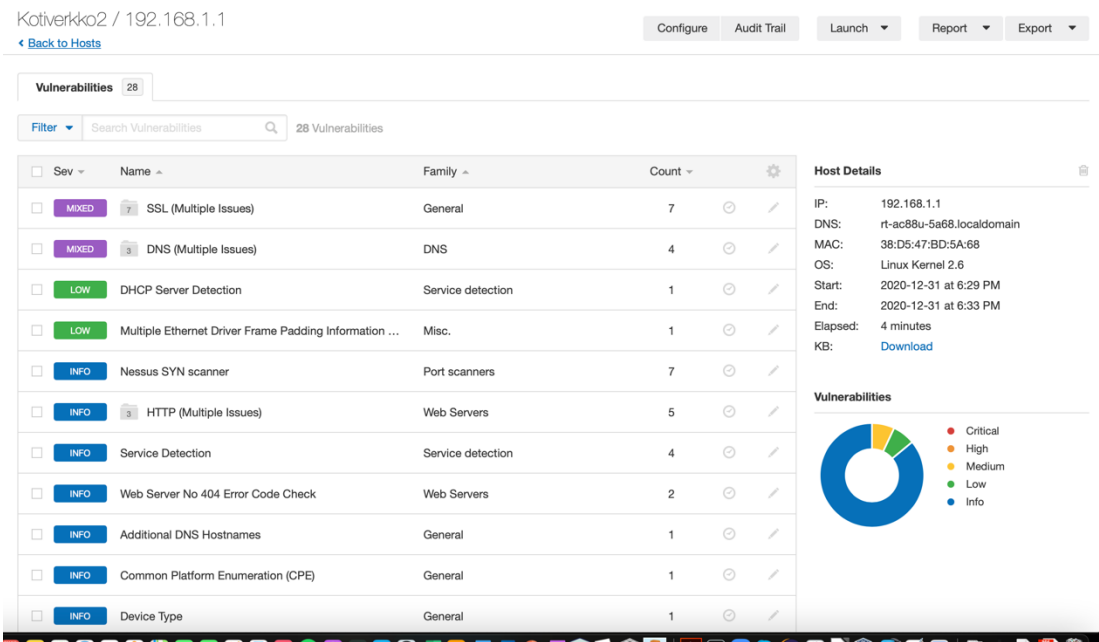 Kotiverkko2 / 192.168.1.1
Back to Hosts
Configure Audit Trail Launch Report Export
Vulnerabilities 28
Filter Search Vulnerabilities 28 Vulnerabilities
Sev Name Family Count
MIXED 7 SSL (Multiple Issues) General 7
MIXED 3 DNS (Multiple Issues) DNS 4
LOW DHCP Server Detection Service detection 1
LOW Multiple Ethernet Driver Frame Padding Information ... Misc. 1
INFO Nessus SYN scanner Port scanners 7
INFO 3 HTTP (Multiple Issues) Web Servers 5
INFO Service Detection Service detection 4
INFO Web Server No 404 Error Code Check Web Servers 2
INFO Additional DNS Hostnames General 1
INFO Common Platform Enumeration (CPE) General 1
INFO Device Type General 1
Host Details
IP: 192.168.1.1
DNS: rt-ac88u-5a68.localdomain
MAC: 38:D5:47:BD:5A:68
OS: Linux Kernel 2.6
Start: 2020-12-31 at 6:29 PM
End: 2020-12-31 at 6:33 PM
Elapsed: 4 minutes
KB: Download
Vulnerabilities
Critical
High
Medium
Low
Info